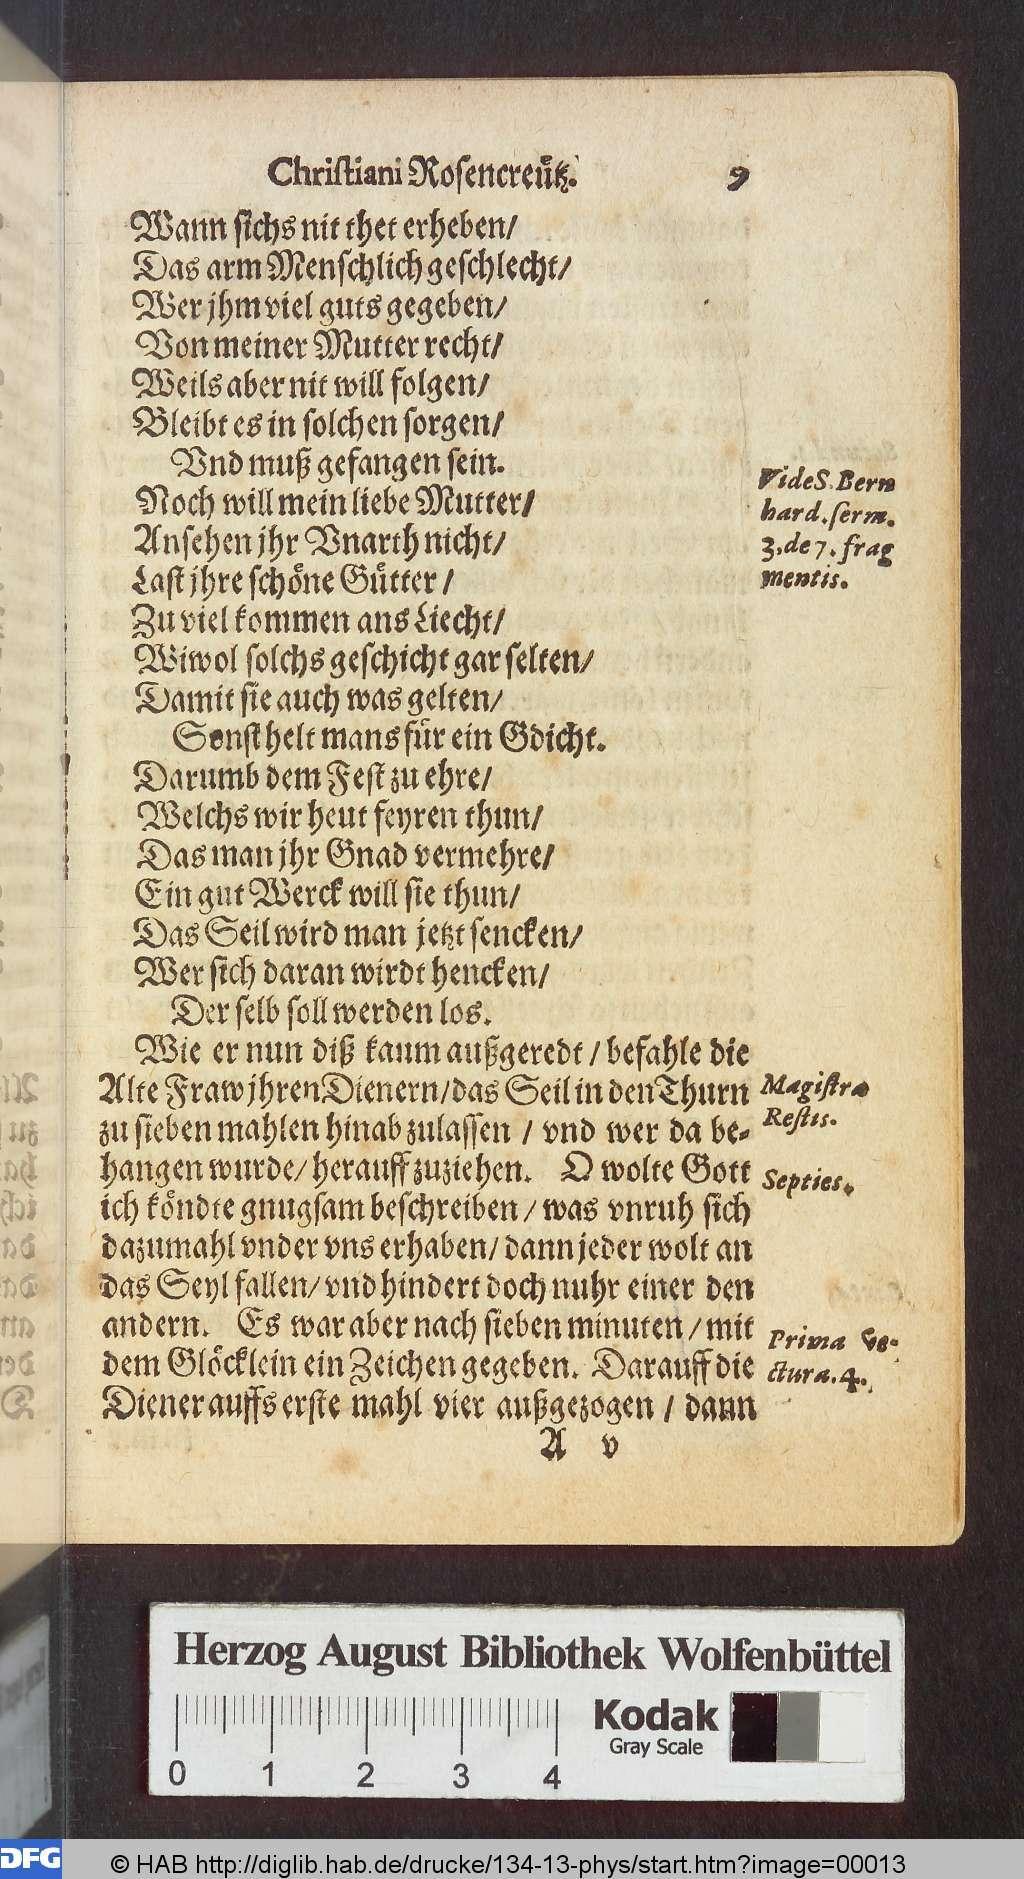 Christiani Rosencreütz. 9
Wann sichs nit thet erheben/
Das arm Menschlich geschlecht/
Wer jhm viel guts gegeben/
Von meiner Mutter recht/
Weils aber nit will folgen/
Bleibt es in solchen sorgen/
Vnd muß gefangen sein.
Noch will mein liebe Mutter/
Ansehen jhr Vnarth nicht/
Last jhre schöne Gütter/
Zu viel kommen ans Liecht/
Wiwol solchs geschicht gar selten/
Damit sie auch was gelten/
Sonst helt mans für ein Gdicht.
Darumb dem Fest zu ehre/
Welchs wir heut feyren thun/
Das man jhr Gnad vermehre/
Ein gut Werck will sie thun/
Das Seil wird man jetzt sencken/
Wer sich daran wirdt hencken/
Der selb soll werden los.
Wie er nun diß kaum außgeredt/befahle die
Alte Fraw jhren Dienern/das Seil in den Thurn
zu sieben mahlen hinab zulassen/vnd wer da be-
hangen wurde/herauff zuziehen. O wolte Gott
ich köndte gnugsam beschreiben/was vnruh sich
dazumahl vnder vns erhaben/dann jeder wolt an
das Seyl fallen/vnd hindert doch nuhr einer den
andern. Es war aber nach sieben minuten/mit
dem Glöcklein ein Zeichen gegeben. Darauff die
Diener auffs erste mahl vier außgezogen/dann
A v
Vide S. Bern
hard. serm.
3. de 7. frag
mentis.
Magistra
Restis.
Septies.
Prima ve-
ctura. 4.
Herzog August Bibliothek Wolfenbüttel
Kodak
Gray Scale
0 1 2 3 4
DFG
© HAB http://diglib.hab.de/drucke/134-13-phys/start.htm?image=00013